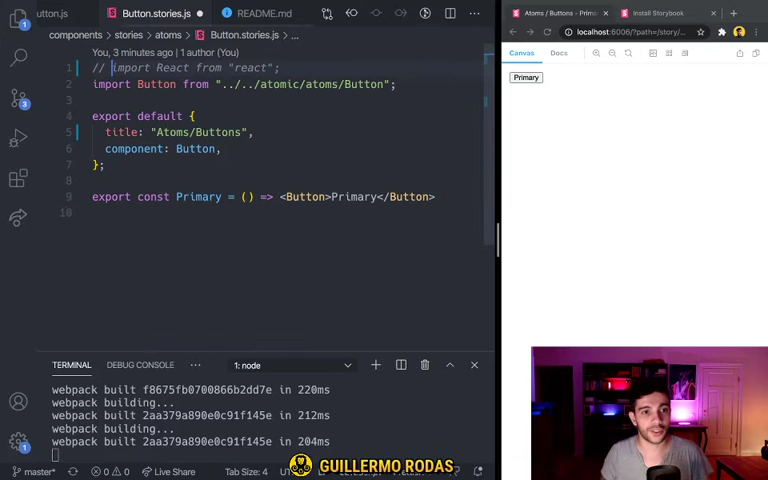 utton.js
Button.stories.js
README.md
components > stories > atoms > Button.stories.js > ...
You, 3 minutes ago | 1 author (You)
1 // import React from "react";
2 import Button from "../../atomic/atoms/Button";
3
4 export default {
5 title: "Atoms/Buttons",
6 component: Button,
7 };
8
9 export const Primary = () => <Button>Primary</Button>
10
TERMINAL
DEBUG CONSOLE
1: node
webpack built f8675fb0700866b2dd7e in 220ms
webpack building...
webpack built 2aa379a890e0c91f145e in 212ms
webpack building...
webpack built 2aa379a890e0c91f145e in 204ms
master*
0 0
Live Share
Tab Size: 4
GUILLERMO RODAS
Atoms / Buttons - Prima
Install Storybook
localhost:6006/?path=/story/...
Canvas
Docs
Primary
1
3
1